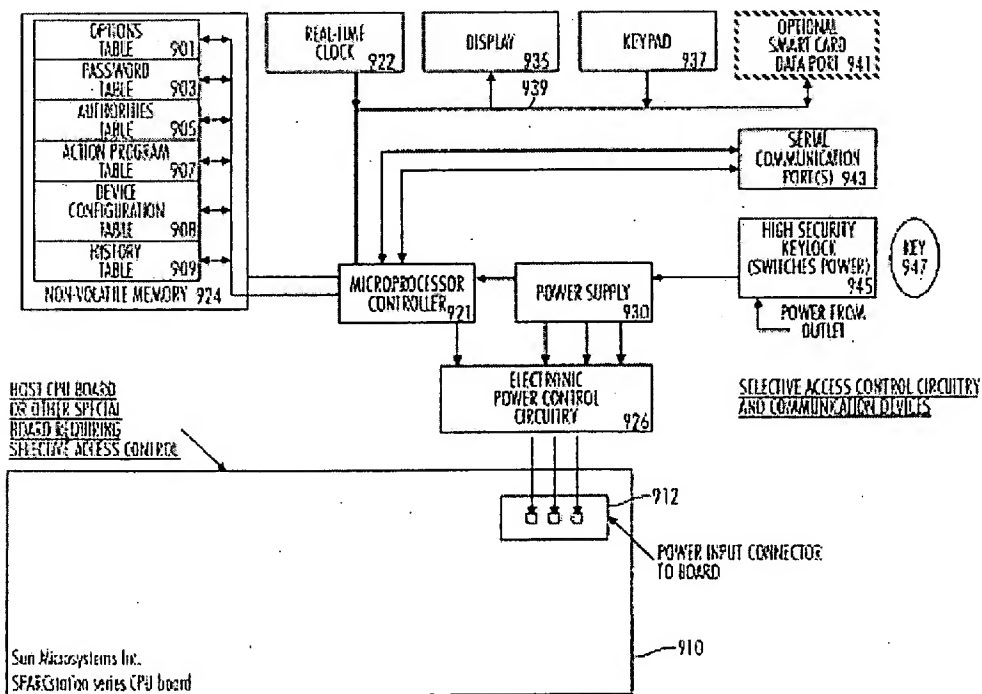 OPTIONS
TABLE 901
PASSWORD
TABLE 903
AUTHORITIES
TABLE 905
ACTION PROGRAM
TABLE 907
DEVICE
CONFIGURATION
TABLE 908
HISTORY
TABLE 909
NON-VOLATILE MEMORY 924
REAL-TIME
CLOCK 922
DISPLAY
935
KEYPAD
937
OPTIONAL
SMART CARD
DATA PORT 941
939
SERIAL
COMMUNICATION
PORT(S) 943
HIGH SECURITY
KEYLOCK
(SWITCHES POWER)
945
KEY
947
POWER FROM
OUTLET
MICROPROCESSOR
CONTROLLER
921
POWER SUPPLY
930
ELECTRONIC
POWER CONTROL
CIRCUITRY
926
HOST CPU BOARD
OR OTHER SPECIAL
BOARD REQUIRING
SELECTIVE ACCESS CONTROL
SELECTIVE ACCESS CONTROL CIRCUITRY
AND COMMUNICATION DEVICES
912
POWER INPUT CONNECTOR
TO BOARD
910
Sun Microsystems Inc.
SPARCstation series CPU board